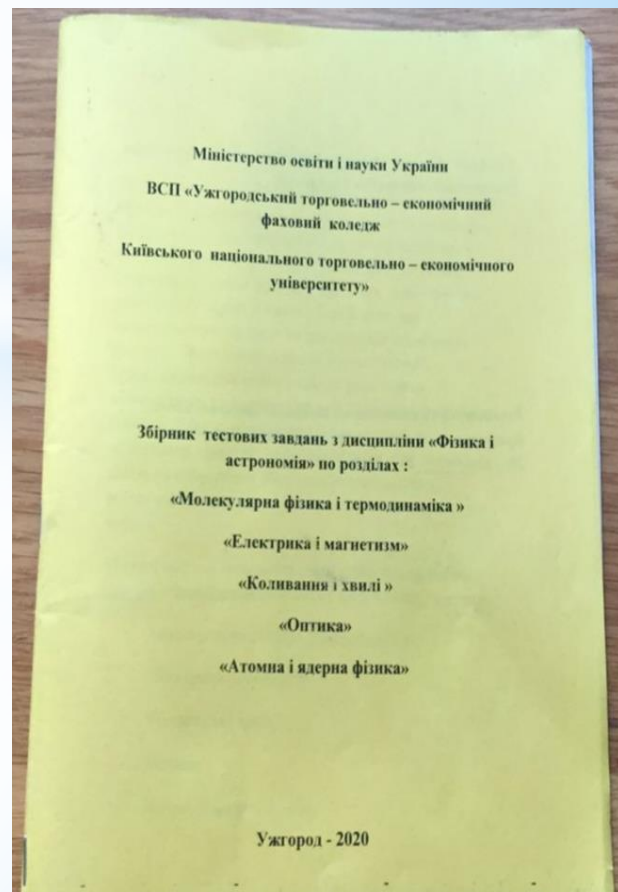 Міністерство освіти і науки України
ВСП «Ужгородський торговельно – економічний
фаховий коледж
Київського національного торговельно – економічного
університету»
Збірник тестових завдань з дисципліни «Фізика і
астрономія» по розділах :
«Молекулярна фізика і термодинаміка »
«Електрика і магнетизм»
«Коливання і хвилі »
«Оптика»
«Атомна і ядерна фізика»
Ужгород - 2020